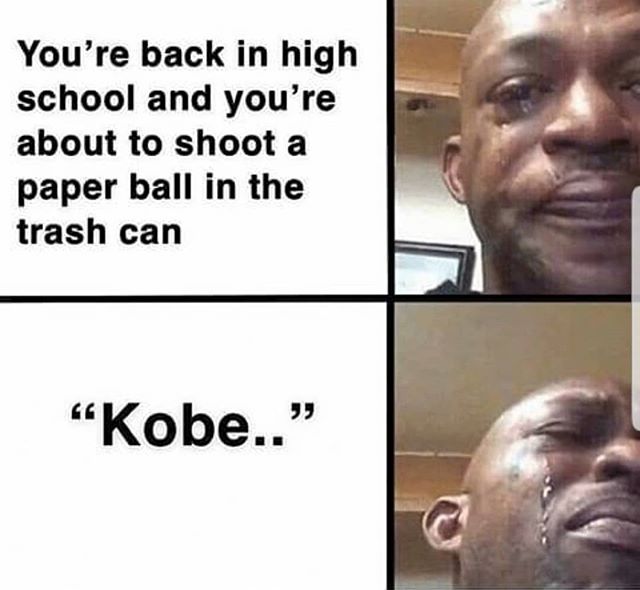 You’re back in high
school and you’re
about to shoot a
paper ball in the
trash can
“Kobe..”